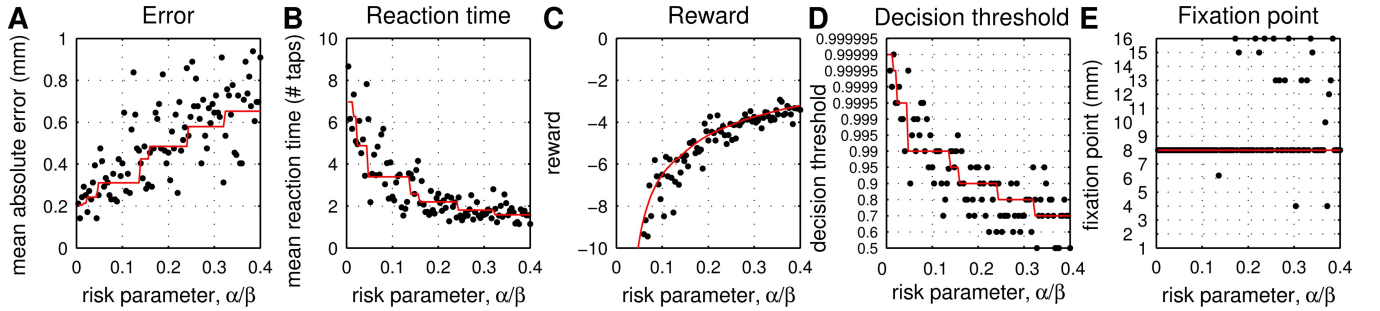 A Error
mean absolute error (mm)
1
0.8
0.6
0.4
0.2
0
0 0.1 0.2 0.3 0.4
risk parameter, α/β
B Reaction time
mean reaction time (# taps)
10
8
6
4
2
0
0 0.1 0.2 0.3 0.4
risk parameter, α/β
C Reward
reward
0
−2
−4
−6
−8
−10
0 0.1 0.2 0.3 0.4
risk parameter, α/β
D Decision threshold
decision threshold
0.999995
0.99999
0.99995
0.9999
0.9995
0.999
0.995
0.99
0.95
0.9
0.8
0.7
0.6
0.5
0 0.1 0.2 0.3 0.4
risk parameter, α/β
E Fixation point
fixation point (mm)
16
15
13
12
11
9
8
6
4
2
1
0 0.1 0.2 0.3 0.4
risk parameter, α/β